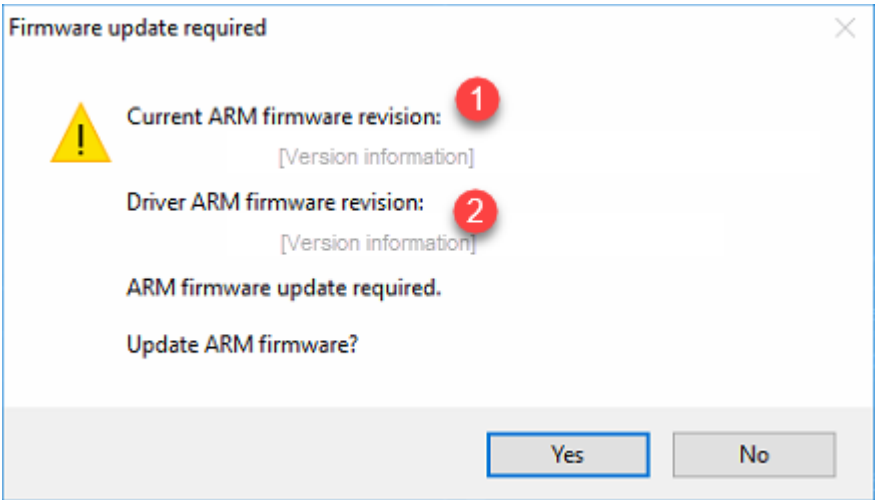 Firmware update required
Current ARM firmware revision: 1
[Version information]
Driver ARM firmware revision: 2
[Version information]
ARM firmware update required.
Update ARM firmware?
Yes No